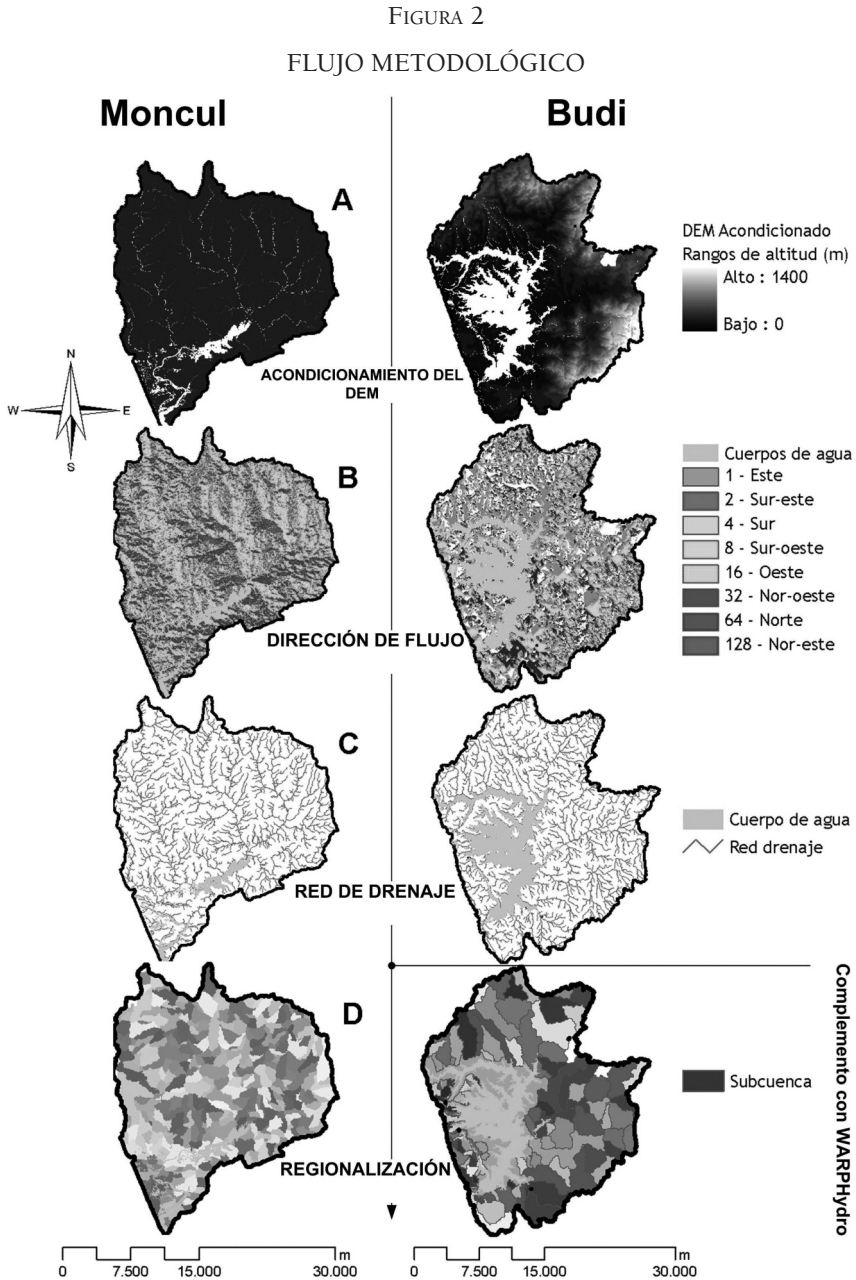 FIGURA 2
FLUJO METODOLÓGICO
Moncul
Budi
A
DEM Acondicionado
Rangos de altitud (m)
Alto : 1400
Bajo : 0
N
W
E
S
ACONDICIONAMIENTO DEL
DEM
B
Cuerpos de agua
1 - Este
2 - Sur-este
4 - Sur
8 - Sur-oeste
16 - Oeste
32 - Nor-oeste
64 - Norte
128 - Nor-este
DIRECCIÓN DE FLUJO
C
Cuerpo de agua
Red drenaje
RED DE DRENAJE
D
Subcuenca
REGIONALIZACIÓN
Complemento con WARPHydro
m
0 7.500 15.000 30.000
m
0 7.500 15.000 30.000